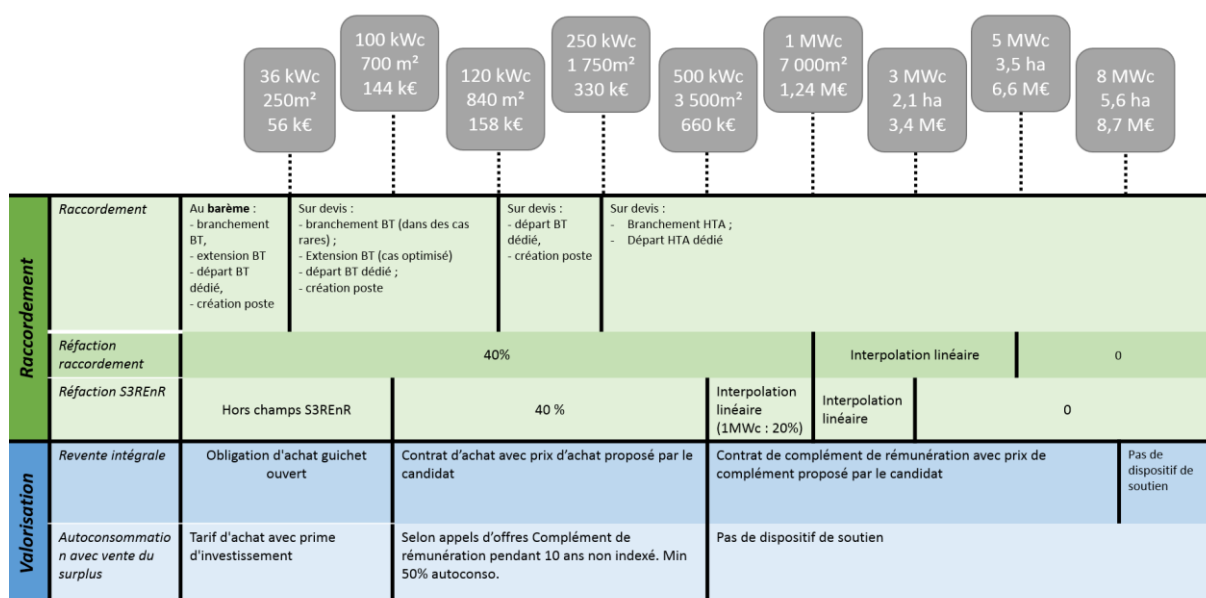 36 kWc
250m²
56 k€
100 kWc
700 m²
144 k€
120 kWc
840 m²
158 k€
250 kWc
1 750m²
330 k€
500 kWc
3 500m²
660 k€
1 MWc
7 000m²
1,24 M€
3 MWc
2,1 ha
3,4 M€
5 MWc
3,5 ha
6,6 M€
8 MWc
5,6 ha
8,7 M€
Raccordement
Raccordement
Au barème :
- branchement
BT,
- extension BT
- départ BT
dédié,
- création poste
Sur devis :
- branchement BT (dans des cas
rares) ;
- Extension BT (cas optimisé)
- départ BT dédié ;
- création poste
Sur devis :
- départ BT
dédié,
- création poste
Sur devis :
- Branchement HTA ;
- Départ HTA dédié
Réfaction
raccordement
40%
Interpolation linéaire
0
Réfaction S3REnR
Hors champs S3REnR
40 %
Interpolation
linéaire
(1MWc : 20%)
Interpolation
linéaire
0
Valorisation
Revente intégrale
Obligation d'achat guichet
ouvert
Contrat d’achat avec prix d’achat proposé par le
candidat
Contrat de complément de rémunération avec prix de
complément proposé par le candidat
Pas de
dispositif de
soutien
Autoconsommatio
n avec vente du
surplus
Tarif d'achat avec prime
d'investissement
Selon appels d’offres Complément de
rémunération pendant 10 ans non indexé. Min
50% autoconso.
Pas de dispositif de soutien